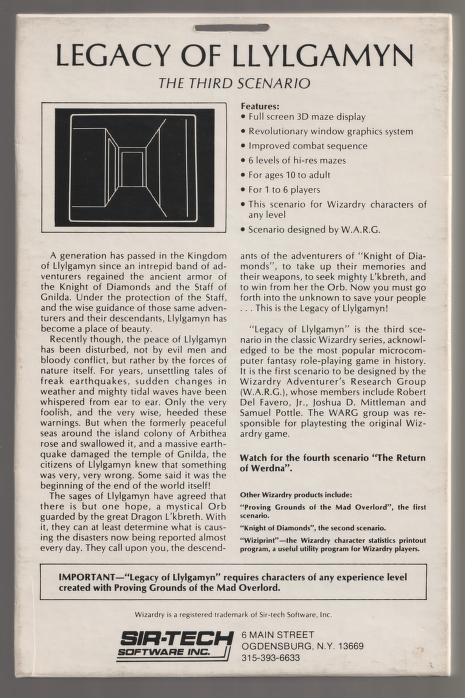 LEGACY OF LLYLGAMYN
THE THIRD SCENARIO
Features:
• Full screen 3D maze display
• Revolutionary window graphics system
• Improved combat sequence
• 6 levels of hi-res mazes
• For ages 10 to adult
• For 1 to 6 players
• This scenario for Wizardry characters of
any level
• Scenario designed by W.A.R.G.
A generation has passed in the Kingdom
of Llylgamyn since an intrepid band of ad-
venturers regained the ancient armor of
the Knight of Diamonds and the Staff of
Gnilda. Under the protection of the Staff,
and the wise guidance of those same adven-
turers and their descendants, Llylgamyn has
become a place of beauty.
Recently though, the peace of Llylgamyn
has been disturbed, not by evil men and
bloody conflict, but rather by the forces of
nature itself. For years, unsettling tales of
freak earthquakes, sudden changes in
weather and mighty tidal waves have been
whispered from ear to ear. Only the very
foolish, and the very wise, heeded these
warnings. But when the formerly peaceful
seas around the island colony of Arbithea
rose and swallowed it, and a massive earth-
quake damaged the temple of Gnilda, the
citizens of Llylgamyn knew that something
was very, very wrong. Some said it was the
beginning of the end of the world itself!
The sages of Llylgamyn have agreed that
there is but one hope, a mystical Orb
guarded by the great Dragon L'kbreth. With
it, they can at least determine what is caus-
ing the disasters now being reported almost
every day. They call upon you, the descend-
ants of the adventurers of "Knight of Dia-
monds", to take up their memories and
their weapons, to seek mighty L'kbreth, and
to win from her the Orb. Now you must go
forth into the unknown to save your people
. . . This is the Legacy of Llylgamyn!
"Legacy of Llylgamyn" is the third sce-
nario in the classic Wizardry series, acknowl-
edged to be the most popular microcom-
puter fantasy role-playing game in history.
It is the first scenario to be designed by the
Wizardry Adventurer's Research Group
(W.A.R.G.), whose members include Robert
Del Favero, Jr., Joshua D. Mittleman and
Samuel Pottle. The WARG group was re-
sponsible for playtesting the original Wiz-
ardry game.
Watch for the fourth scenario "The Return
of Werdna".
Other Wizardry products include:
"Proving Grounds of the Mad Overlord", the first
scenario.
"Knight of Diamonds", the second scenario.
"Wiziprint"—the Wizardry character statistics printout
program, a useful utility program for Wizardry players.
IMPORTANT—"Legacy of Llylgamyn" requires characters of any experience level
created with Proving Grounds of the Mad Overlord.
Wizardry is a registered trademark of Sir-tech Software, Inc.
SIR-TECH
SOFTWARE INC.
6 MAIN STREET
OGDENSBURG, N.Y. 13669
315-393-6633